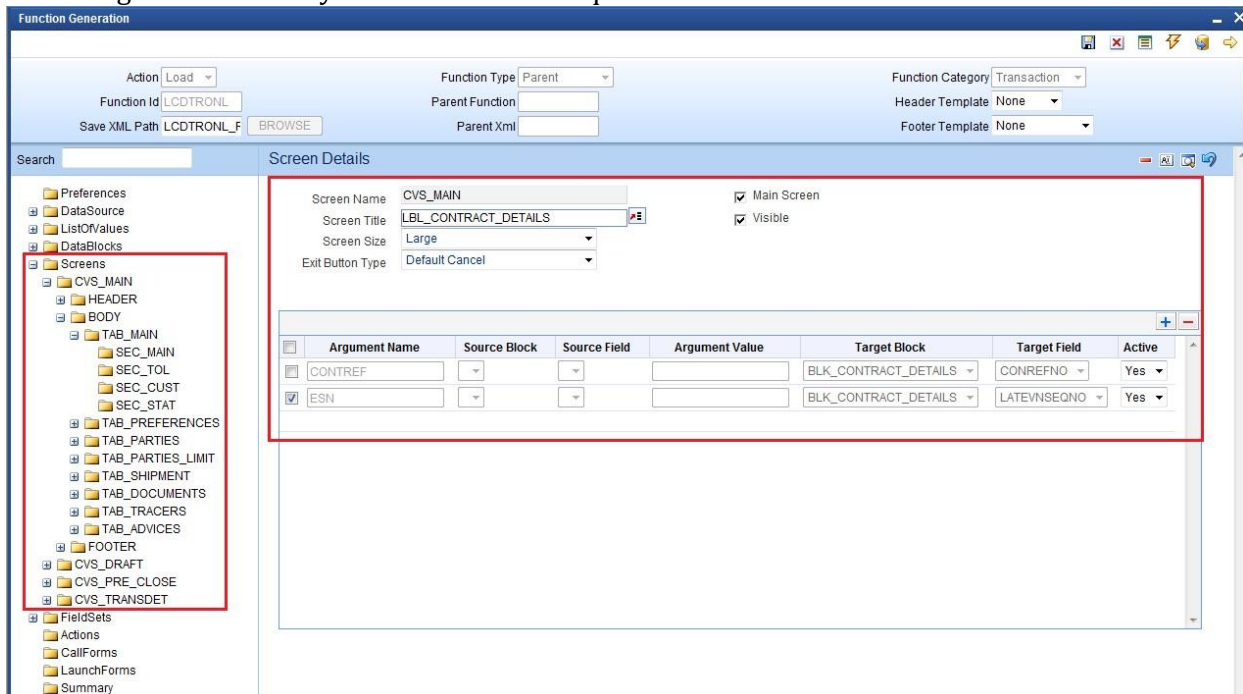 Function Generation
Action Load Function Type Parent Function Category Transaction
Function Id LCDTRONL Parent Function Header Template None
Save XML Path LCDTRONL_F BROWSE Parent Xml Footer Template None
Search Screen Details
Preferences
DataSource
ListOfValues
DataBlocks
Screens
CVS_MAIN
HEADER
BODY
TAB_MAIN
SEC_MAIN
SEC_TOL
SEC_CUST
SEC_STAT
TAB_PREFERENCES
TAB_PARTIES
TAB_PARTIES_LIMIT
TAB_SHIPMENT
TAB_DOCUMENTS
TAB_TRACERS
TAB_ADVICES
FOOTER
CVS_DRAFT
CVS_PRE_CLOSE
CVS_TRANSDET
FieldSets
Actions
CallForms
LaunchForms
Summary
Screen Name CVS_MAIN Main Screen
Screen Title LBL_CONTRACT_DETAILS Visible
Screen Size Large
Exit Button Type Default Cancel
Argument Name Source Block Source Field Argument Value Target Block Target Field Active
CONTREF BLK_CONTRACT_DETAILS CONREFNO Yes
ESN BLK_CONTRACT_DETAILS LATEVNSEQNO Yes